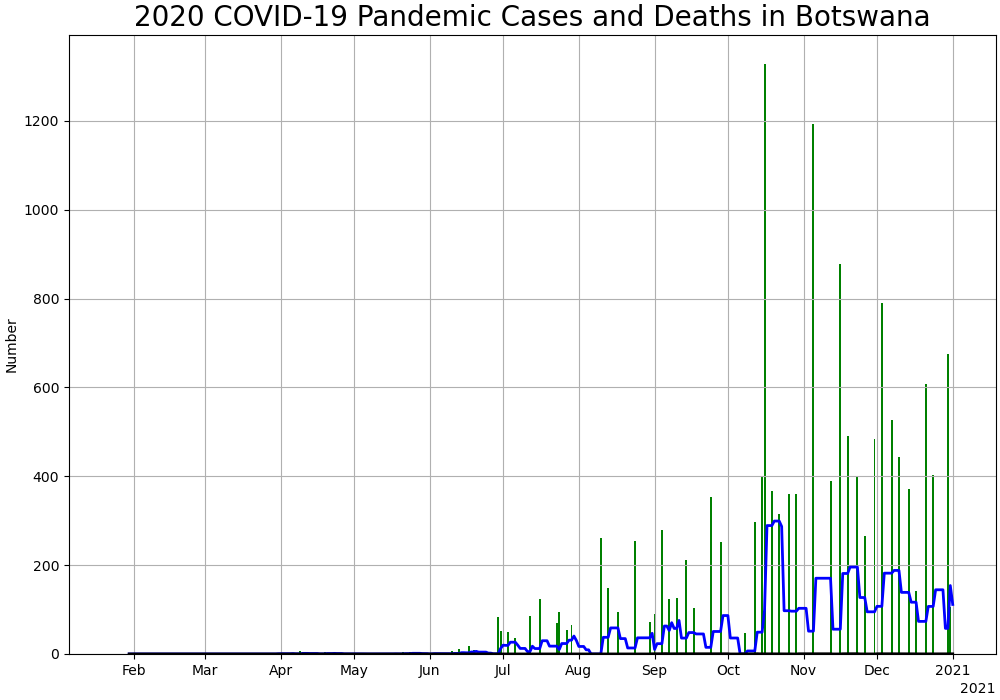 2020 COVID-19 Pandemic Cases and Deaths in Botswana
1200
1000
800
600
400
200
0
Number
Feb Mar Apr May Jun Jul Aug Sep Oct Nov Dec 2021
2021